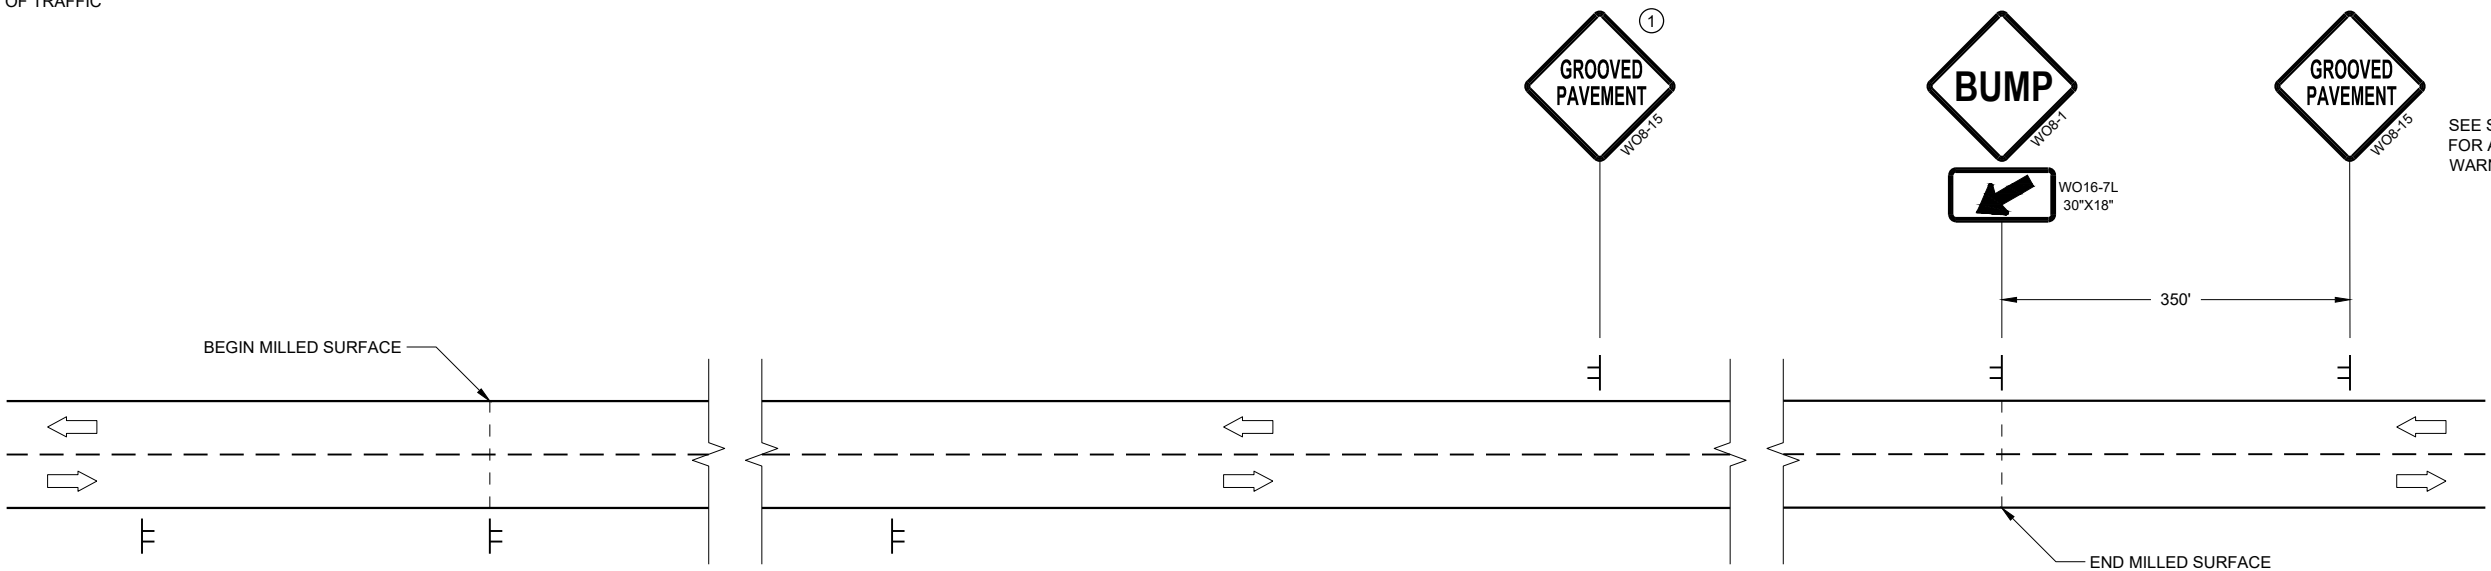 OF TRAFFIC
1
GROOVED
PAVEMENT
WO8-15
BUMP
WO8-1
WO16-7L
30"X18"
GROOVED
PAVEMENT
WO8-15
SEE
FOR
350'
BEGIN MILLED SURFACE
END MILLED SURFACE